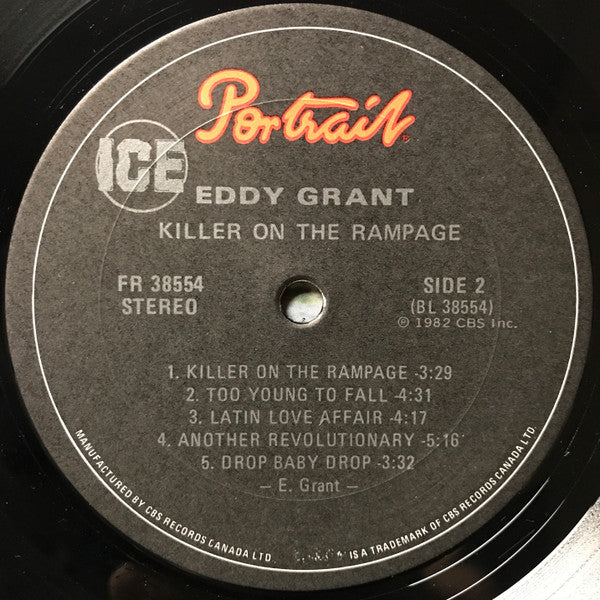 Portrait
ICE
EDDY GRANT
KILLER ON THE RAMPAGE
FR 38554
STEREO
SIDE 2
(BL 38554)
© 1982 CBS Inc.
1. KILLER ON THE RAMPAGE -3:29
2. TOO YOUNG TO FALL -4:31
3. LATIN LOVE AFFAIR -4:17
4. ANOTHER REVOLUTIONARY -5:16
5. DROP BABY DROP -3:32
— E. Grant —
MANUFACTURED BY CBS RECORDS CANADA LTD.
IS A TRADEMARK OF CBS RECORDS CANADA LTD.